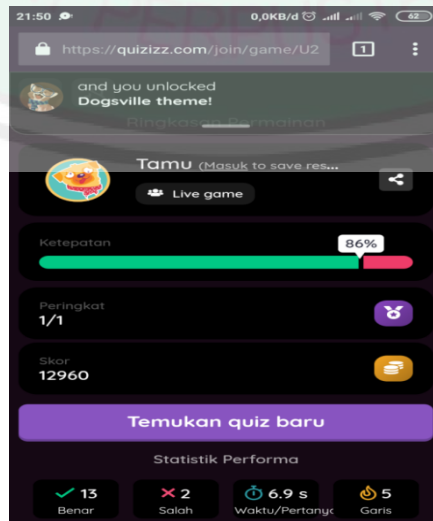 21:50
0,0KB/d
62
https://quizizz.com/join/game/U2
1
and you unlocked
Dogsville theme!
Ringkasan Permainan
Tamu (Masuk to save res...
Live game
Ketepatan
86%
Peringkat
1/1
Skor
12960
Temukan quiz baru
Statistik Performa
13
2
6.9 s
5
Benar
Salah
Waktu/Pertanyc
Garis